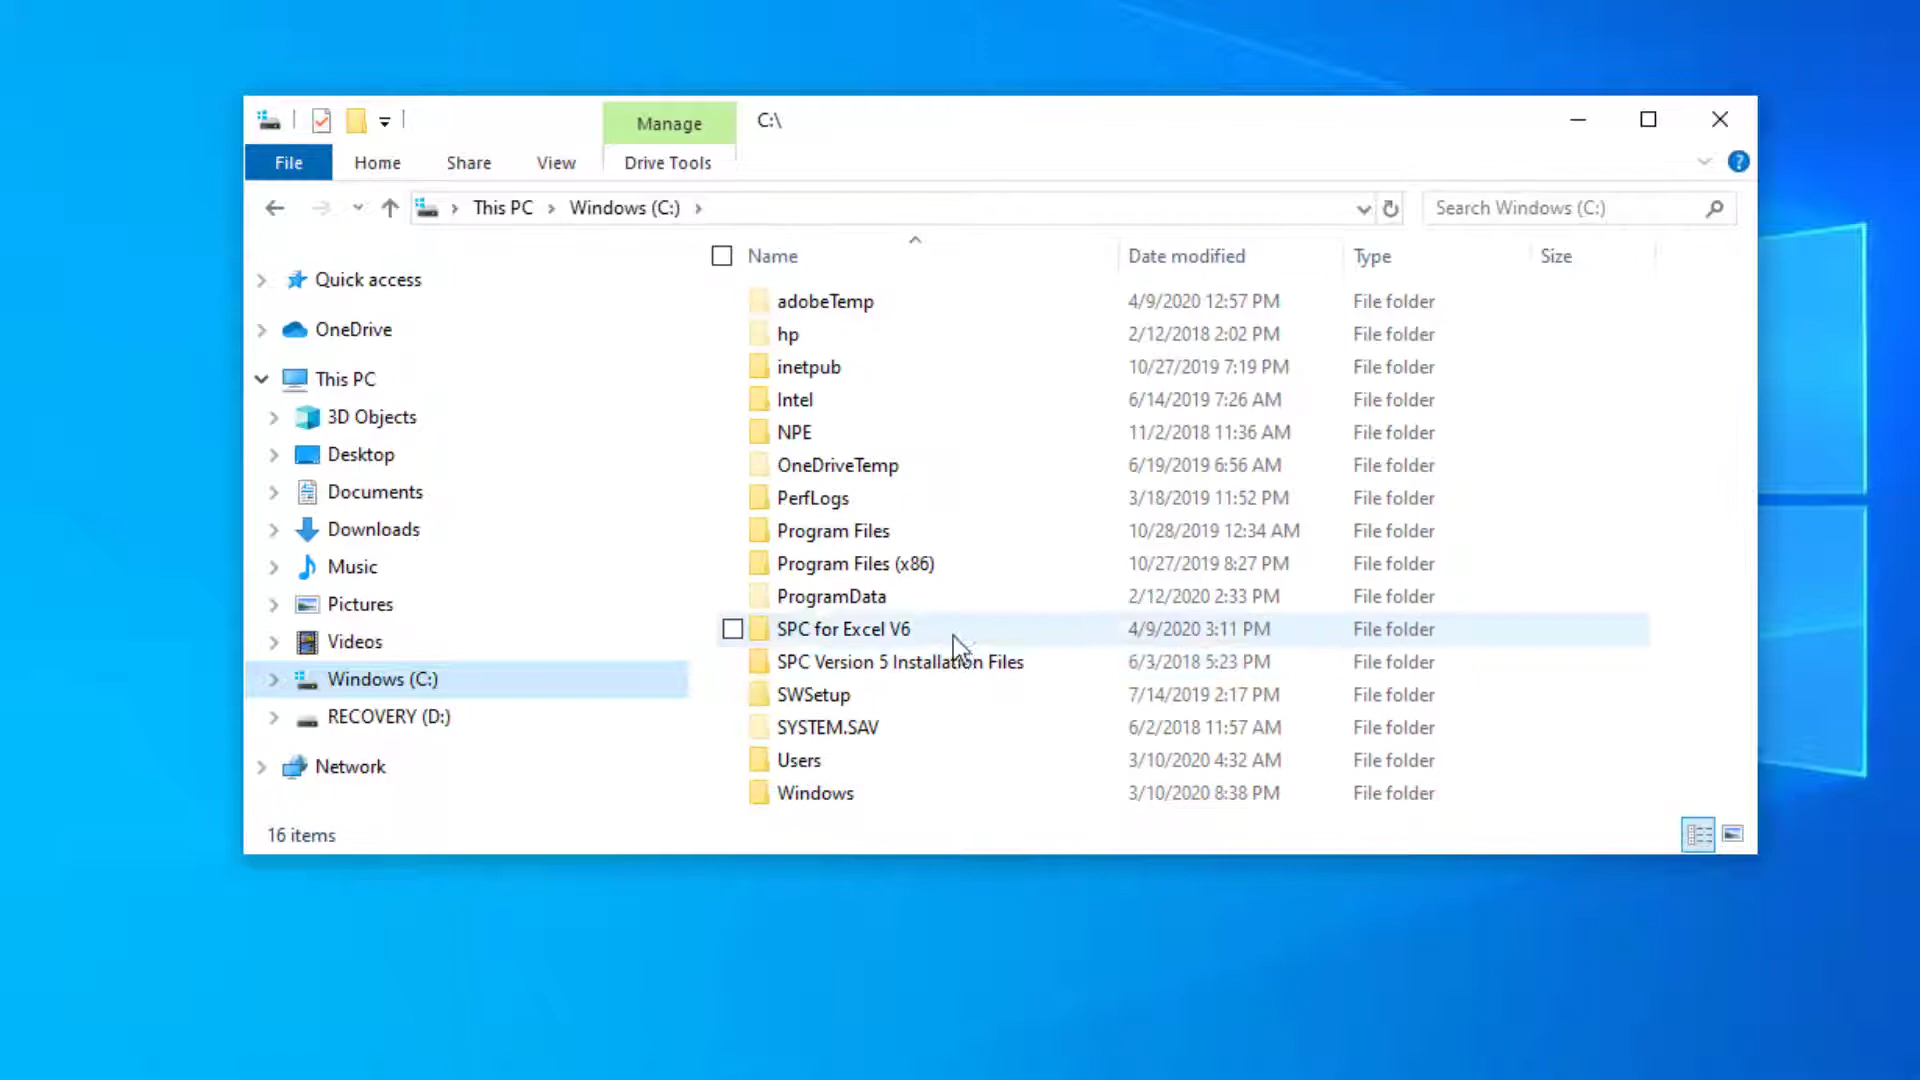 Manage C:\
File Home Share View Drive Tools
This PC Windows (C:) Search Windows (C:)
Name Date modified Type Size
Quick access
OneDrive
This PC
3D Objects
Desktop
Documents
Downloads
Music
Pictures
Videos
Windows (C:)
RECOVERY (D:)
Network
adobeTemp 4/9/2020 12:57 PM File folder
hp 2/12/2018 2:02 PM File folder
inetpub 10/27/2019 7:19 PM File folder
Intel 6/14/2019 7:26 AM File folder
NPE 11/2/2018 11:36 AM File folder
OneDriveTemp 6/19/2019 6:56 AM File folder
PerfLogs 3/18/2019 11:52 PM File folder
Program Files 10/28/2019 12:34 AM File folder
Program Files (x86) 10/27/2019 8:27 PM File folder
ProgramData 2/12/2020 2:33 PM File folder
SPC for Excel V6 4/9/2020 3:11 PM File folder
SPC Version 5 Installation Files 6/3/2018 5:23 PM File folder
SWSetup 7/14/2019 2:17 PM File folder
SYSTEM.SAV 6/2/2018 11:57 AM File folder
Users 3/10/2020 4:32 AM File folder
Windows 3/10/2020 8:38 PM File folder
16 items